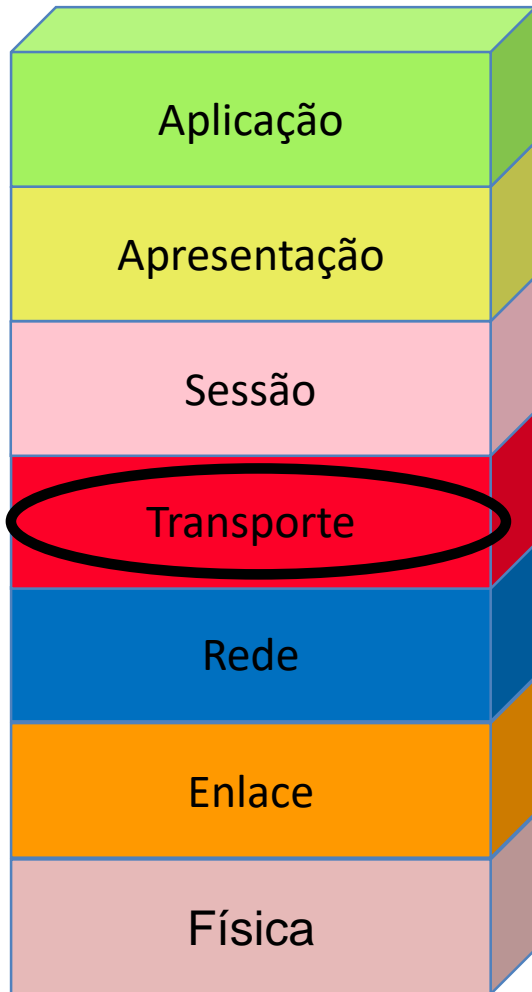 Aplicação
Apresentação
Sessão
Transporte
Rede
Enlace
Física